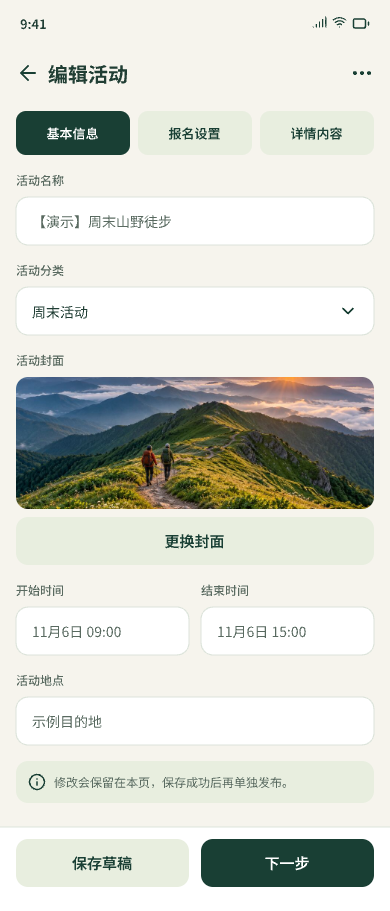 9:41
编辑活动
基本信息
报名设置
详情内容
活动名称
【演示】周末山野徒步
活动分类
周末活动
活动封面
更换封面
开始时间
结束时间
11月6日 09:00
11月6日 15:00
活动地点
示例目的地
修改会保留在本页，保存成功后再单独发布。
保存草稿
下一步